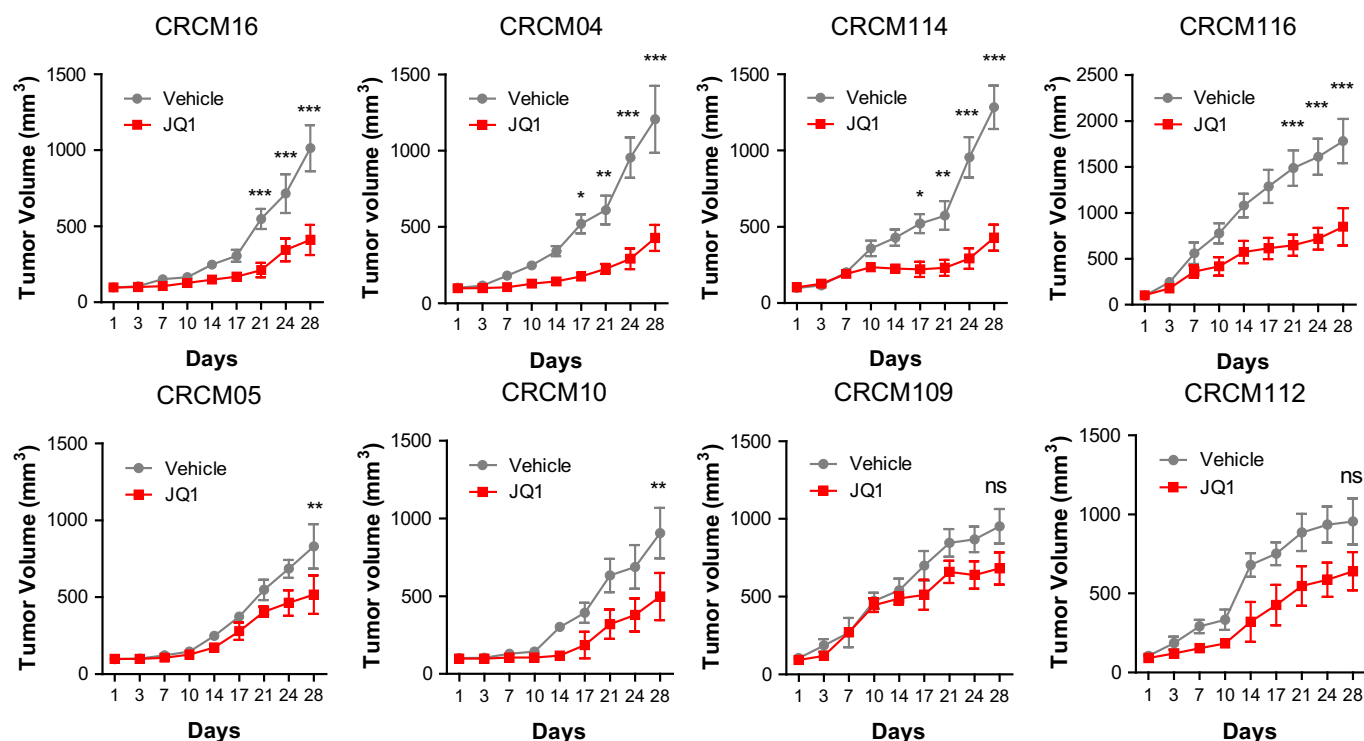 CRCM16
***
***
***
1500
1000
500
0
Vehicle
JQ1
Tumor Volume (mm³)
1 3 7 10 14 17 21 24 28
Days
CRCM04
***
***
**
*
1500
1000
500
0
Vehicle
JQ1
Tumor volume (mm³)
1 3 7 10 14 17 21 24 28
Days
CRCM114
***
***
**
*
1500
1000
500
0
Vehicle
JQ1
Tumor Volume (mm³)
1 3 7 10 14 17 21 24 28
Days
CRCM116
***
***
***
2500
2000
1500
1000
500
0
Vehicle
JQ1
Tumor Volume (mm³)
1 3 7 10 14 17 21 24 28
Days
CRCM05
**
1500
1000
500
0
Vehicle
JQ1
Tumor Volume (mm³)
1 3 7 10 14 17 21 24 28
Days
CRCM10
**
1500
1000
500
0
Vehicle
JQ1
Tumor volume (mm³)
1 3 7 10 14 17 21 24 28
Days
CRCM109
ns
1500
1000
500
0
Vehicle
JQ1
Tumor Volume (mm³)
1 3 7 10 14 17 21 24 28
Days
CRCM112
ns
1500
1000
500
0
Vehicle
JQ1
Tumor Volume (mm³)
1 3 7 10 14 17 21 24 28
Days